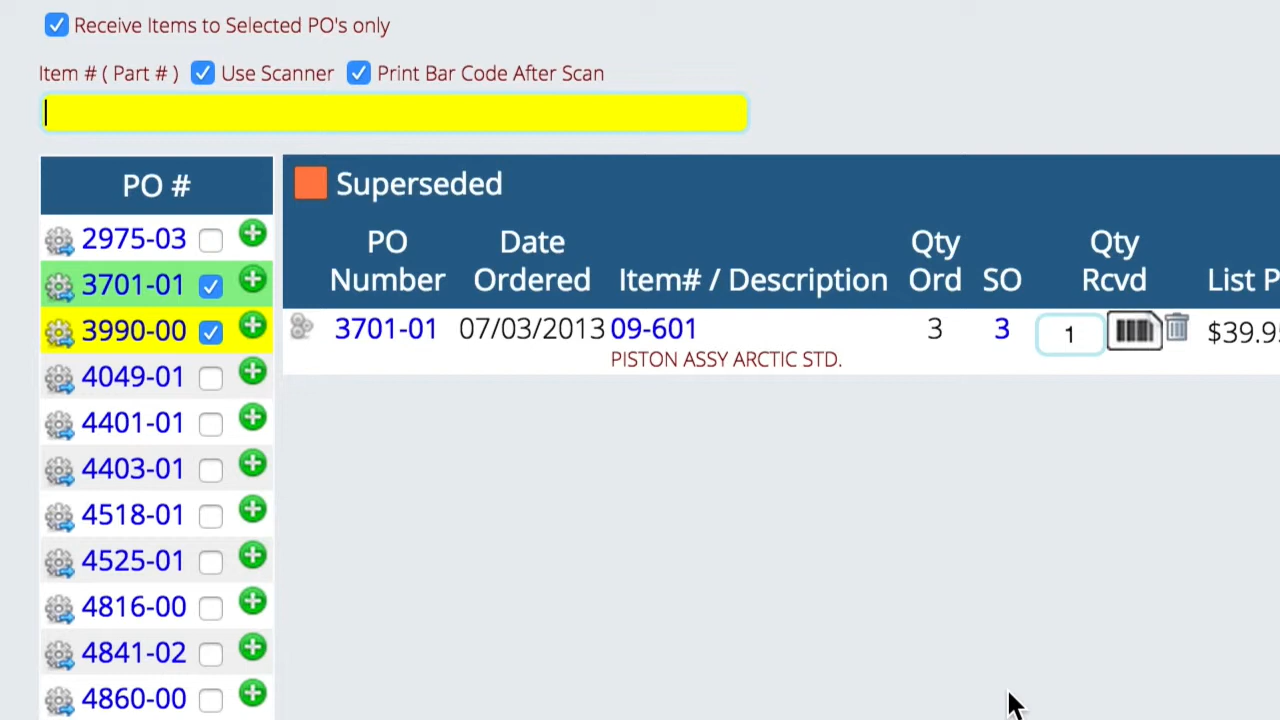 Receive Items to Selected PO's only
Item # ( Part # ) Use Scanner Print Bar Code After Scan
PO #
2975-03
3701-01
3990-00
4049-01
4401-01
4403-01
4518-01
4525-01
4816-00
4841-02
4860-00
Superseded
PO Number Date Ordered Item# / Description Qty Ord SO Qty Rcvd List P
3701-01 07/03/2013 09-601 3 3 1 $39.95
PISTON ASSY ARCTIC STD.